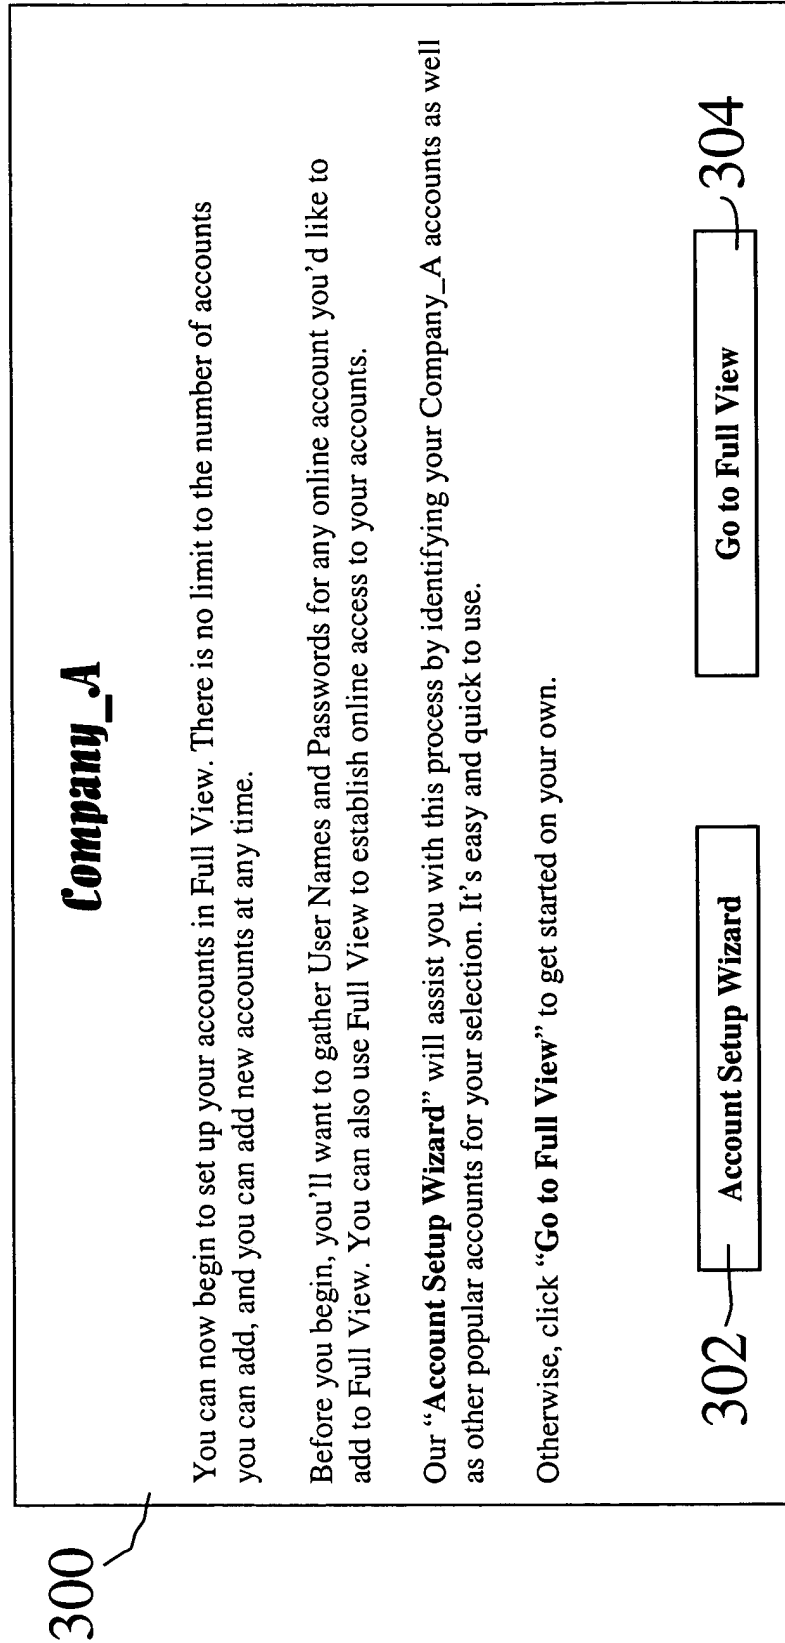 300
Company_A
You can now begin to set up your accounts in Full View. There is no limit to the number of accounts
you can add, and you can add new accounts at any time.
Before you begin, you'll want to gather User Names and Passwords for any online account you'd like to
add to Full View. You can also use Full View to establish online access to your accounts.
Our “Account Setup Wizard” will assist you with this process by identifying your Company_A accounts as well
as other popular accounts for your selection. It's easy and quick to use.
Otherwise, click “Go to Full View” to get started on your own.
302
Account Setup Wizard
Go to Full View
304